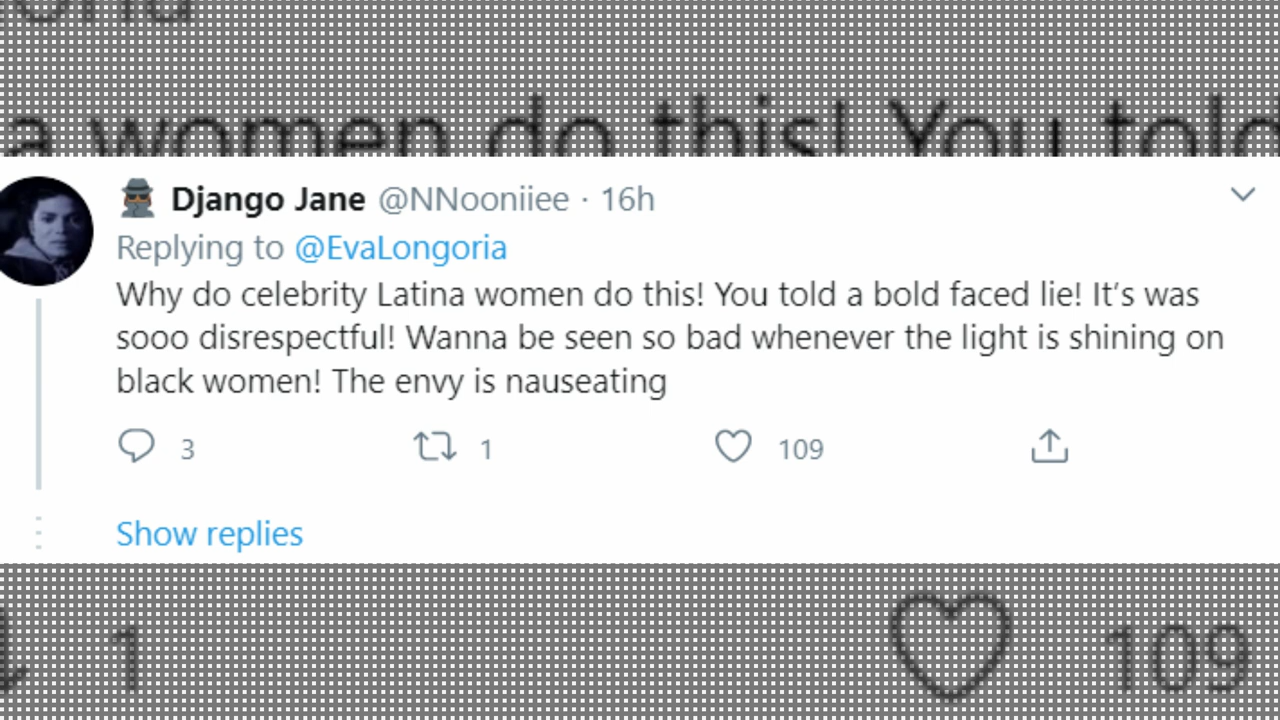 a women do this! You told
Django Jane @NNooniiee · 16h
Replying to @EvaLongoria
Why do celebrity Latina women do this! You told a bold faced lie! It's was
sooo disrespectful! Wanna be seen so bad whenever the light is shining on
black women! The envy is nauseating
3 1 109
Show replies
1 109